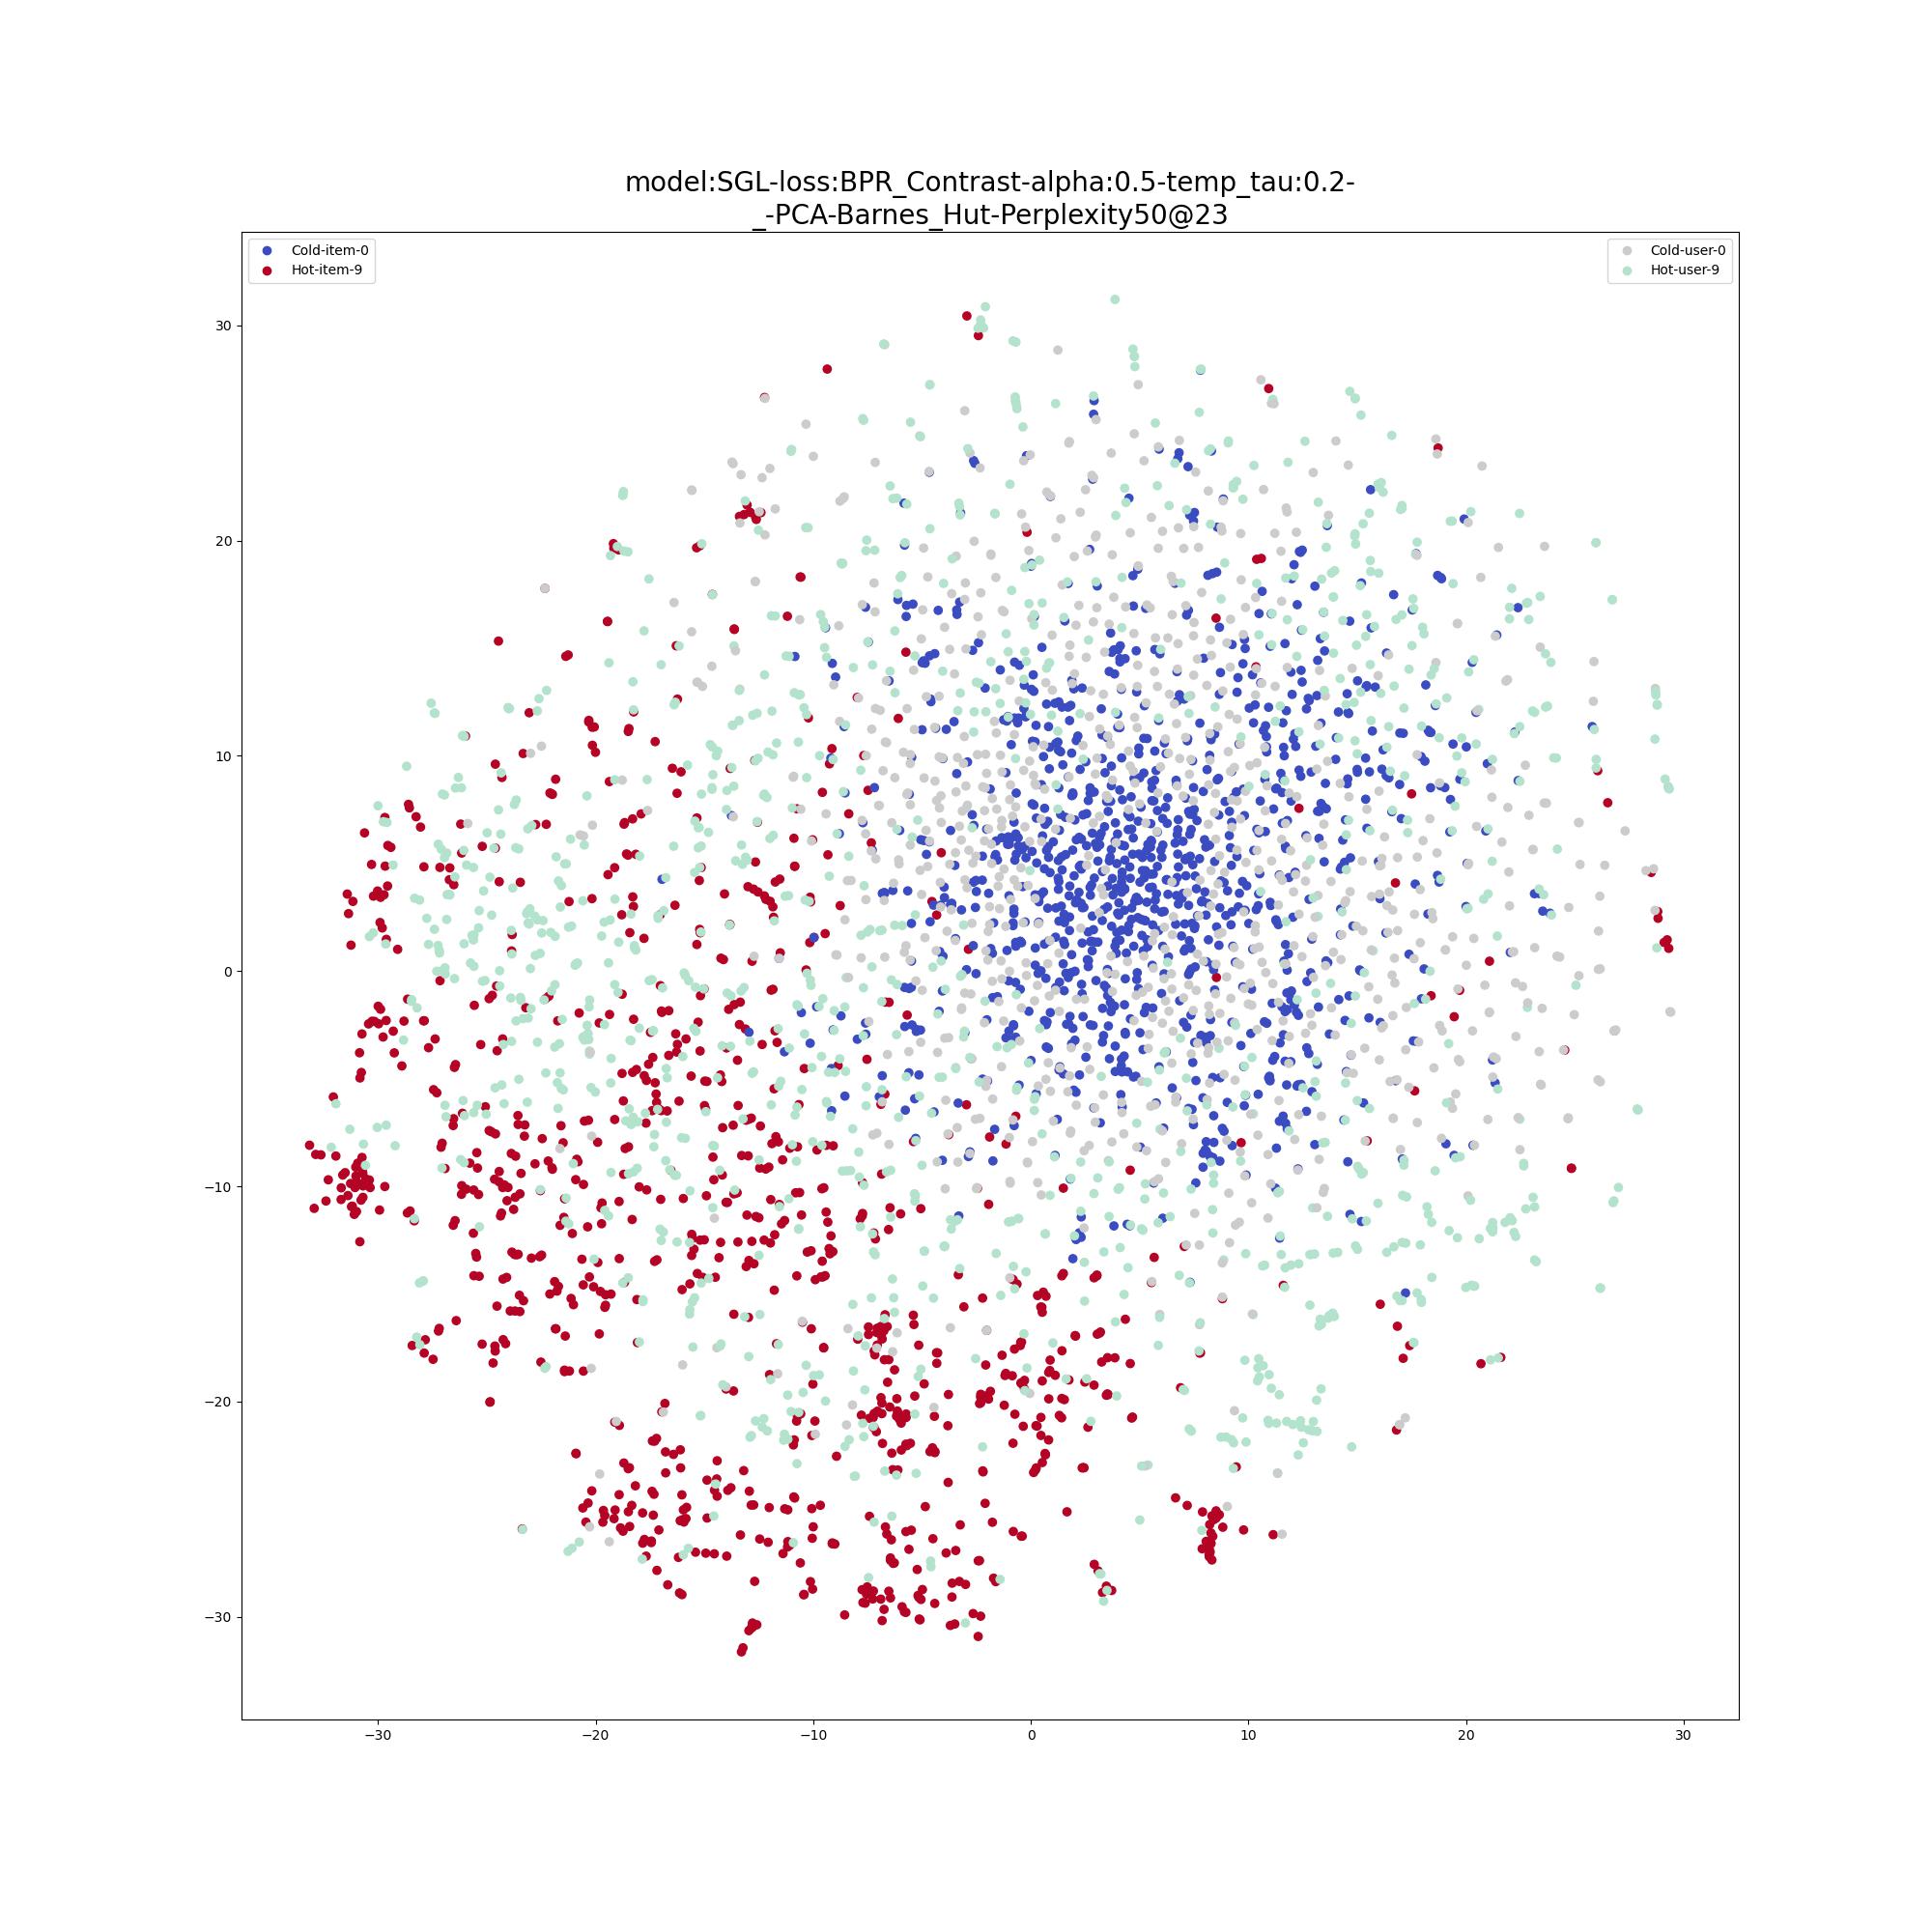 model:SGL-loss:BPR_Contrast-alpha:0.5-temp_tau:0.2-
_-PCA-Barnes_Hut-Perplexity50@23
Cold-item-0
Hot-item-9
Cold-user-0
Hot-user-9
30
20
10
0
−10
−20
−30
−30
−20
−10
0
10
20
30